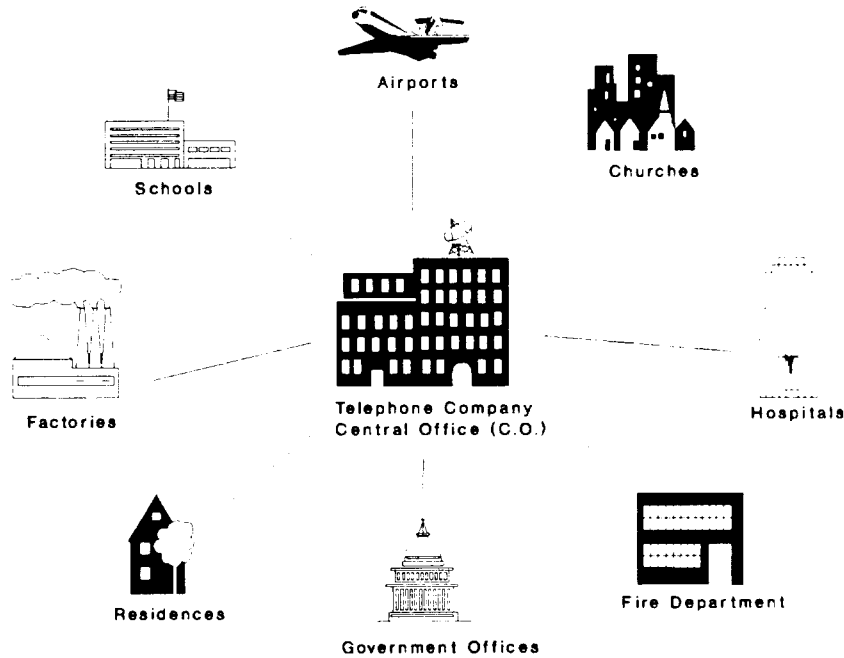 Airports
Churches
Schools
Hospitals
Factories
Telephone Company
Central Office (C.O.)
Residences
Fire Department
Government Offices